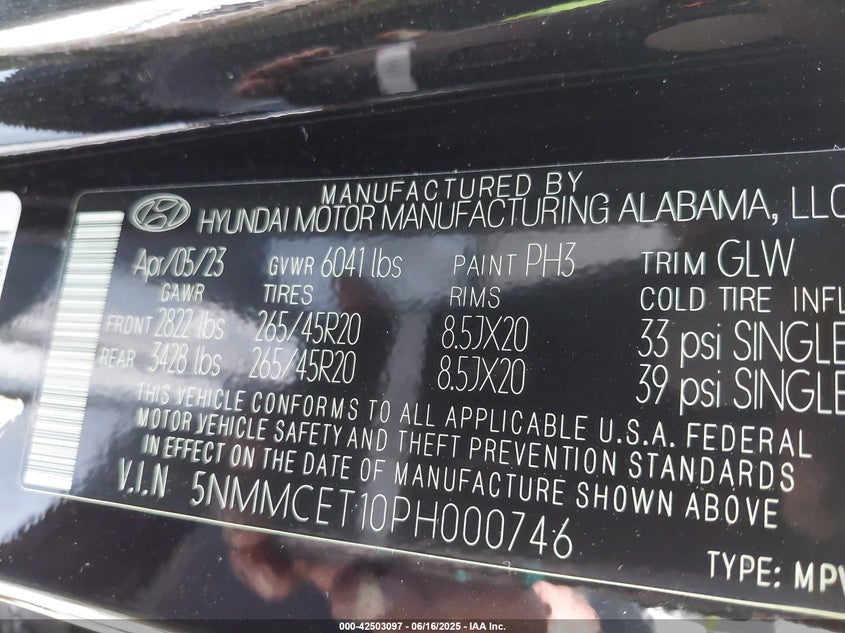 MANUFACTURED BY
HYUNDAI MOTOR MANUFACTURING ALABAMA, LLC
Apr/05/23 GVWR 6041 lbs PAINT PH3 TRIM GLW
GAWR TIRES RIMS COLD TIRE INFL
FRONT 2822 lbs 265/45R20 8.5JX20 33 psi SINGLE
REAR 3428 lbs 265/45R20 8.5JX20 39 psi SINGLE
THIS VEHICLE CONFORMS TO ALL APPLICABLE U.S.A. FEDERAL
MOTOR VEHICLE SAFETY AND THEFT PREVENTION STANDARDS
IN EFFECT ON THE DATE OF MANUFACTURE SHOWN ABOVE
V.I.N 5NMMCET10PH000746
TYPE: MPV
000-42503097 - 06/16/2025 - IAA Inc.